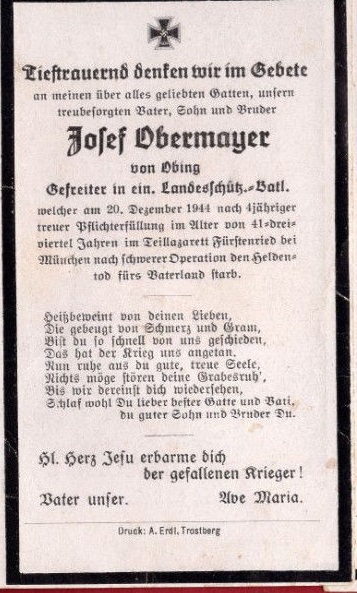 Tieftrauernd denken wir im Gebete
an meinen über alles geliebten Gatten, unsern
treubesorgten Vater, Sohn und Bruder
Josef Obermayer
von Obing
Gefreiter in ein. Landesschütz.-Batl.
welcher am 20. Dezember 1944 nach 4jähriger
treuer Pflichterfüllung im Alter von 41-drei-
viertel Jahren im Teillazarett Fürstenried bei
München nach schwerer Operation den Helden-
tod fürs Vaterland starb.
Heißbeweint von deinen Lieben,
Die gebeugt von Schmerz und Gram,
Bist du so schnell von uns geschieden,
Das hat der Krieg uns angetan.
Nun ruhe aus du gute, treue Seele,
Nichts möge stören deine Grabesruh',
Bis wir dereinst dich wiedersehen,
Schlaf wohl Du lieber bester Gatte und Vati,
du guter Sohn und Bruder Du.
Hl. Herz Jesu erbarme dich
der gefallenen Krieger!
Vater unser. Ave Maria.
Druck: A. Erdl, Trostberg